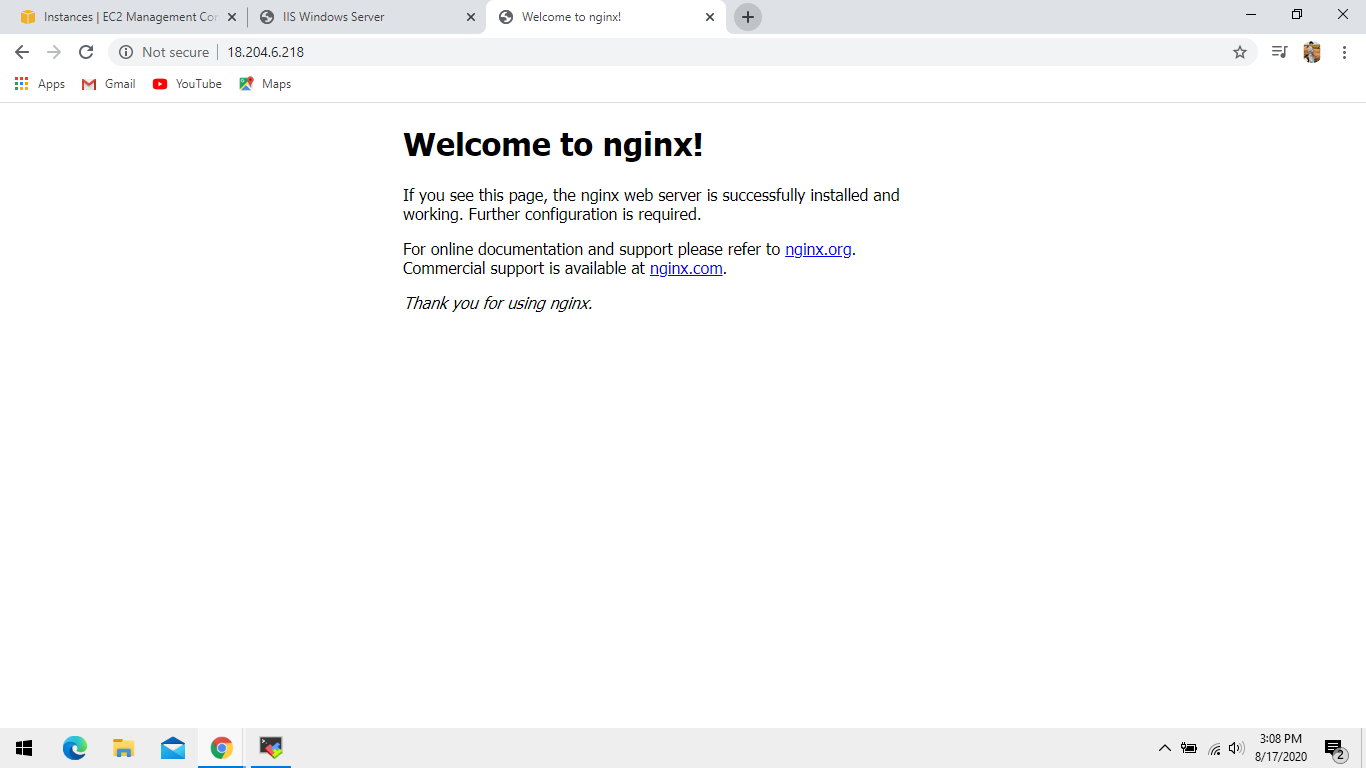 Instances | EC2 Management Con
IIS Windows Server
Welcome to nginx!
Not secure
18.204.6.218
Apps
Gmail
YouTube
Maps
Welcome to nginx!
If you see this page, the nginx web server is successfully installed and
working. Further configuration is required.
For online documentation and support please refer to nginx.org.
Commercial support is available at nginx.com.
Thank you for using nginx.
3:08 PM
8/17/2020
2